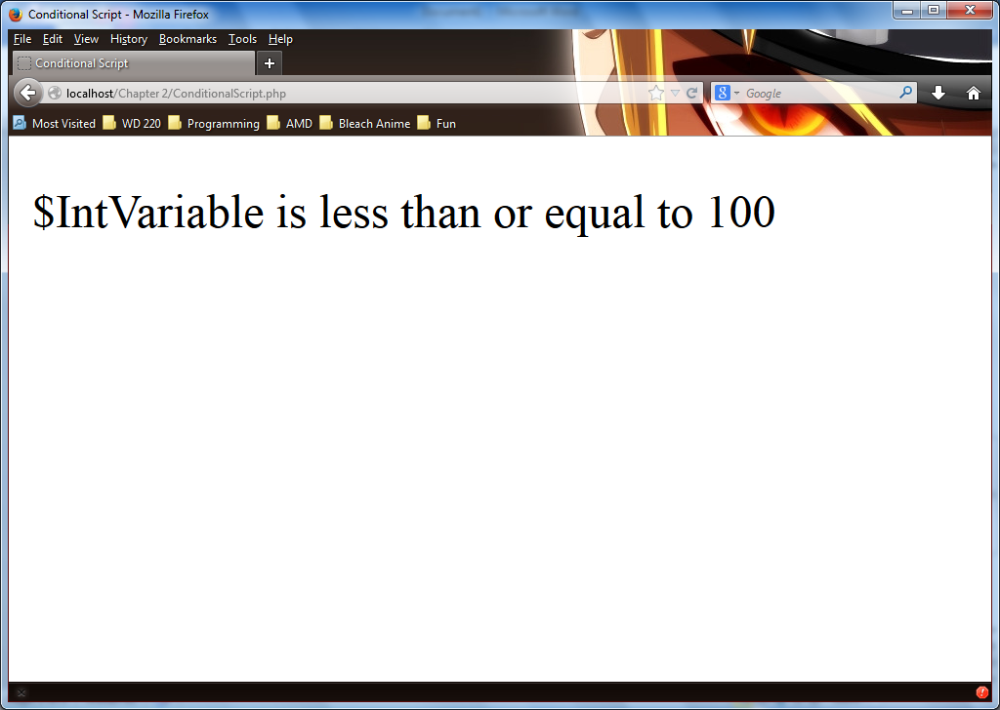 Conditional Script - Mozilla Firefox
File Edit View History Bookmarks Tools Help
Conditional Script
localhost/Chapter 2/ConditionalScript.php
Google
Most Visited WD 220 Programming AMD Bleach Anime Fun
$IntVariable is less than or equal to 100